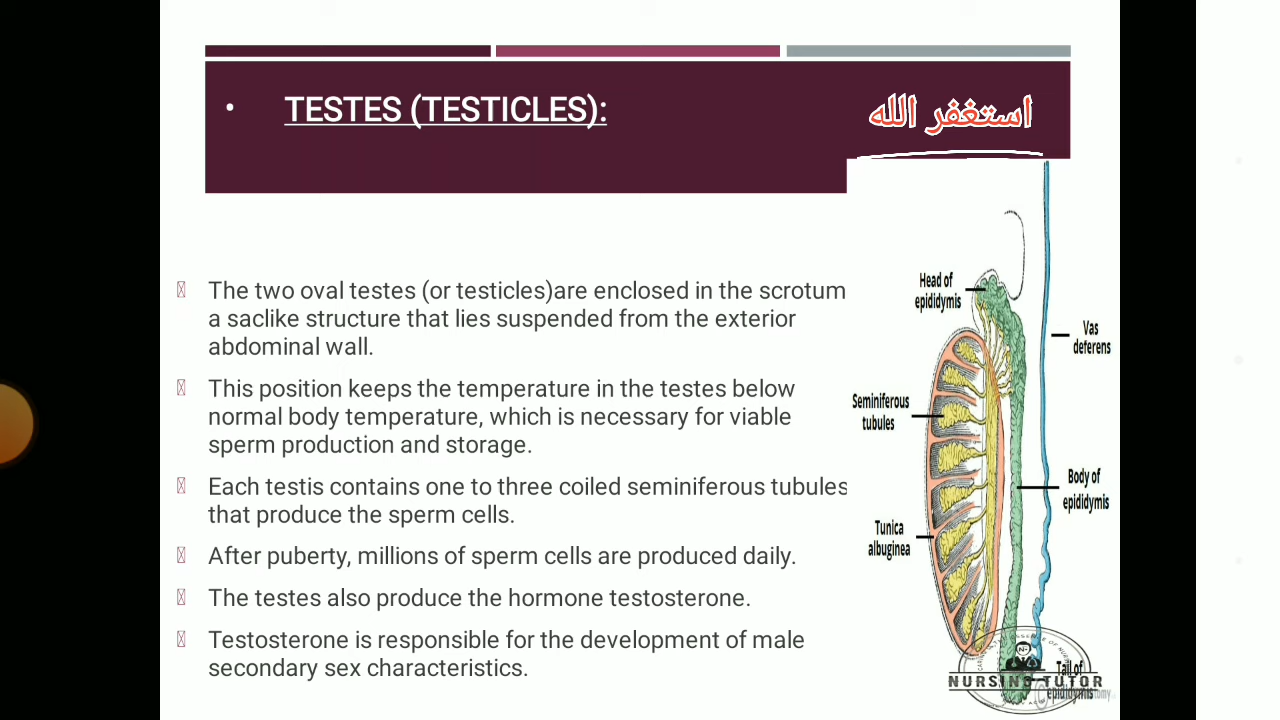 • TESTES (TESTICLES):
استغفر الله
The two oval testes (or testicles)are enclosed in the scrotum
a saclike structure that lies suspended from the exterior
abdominal wall.
This position keeps the temperature in the testes below
normal body temperature, which is necessary for viable
sperm production and storage.
Each testis contains one to three coiled seminiferous tubules
that produce the sperm cells.
After puberty, millions of sperm cells are produced daily.
The testes also produce the hormone testosterone.
Testosterone is responsible for the development of male
secondary sex characteristics.
Head of
epididymis
Vas
deferens
Seminiferous
tubules
Body of
epididymis
Tunica
albuginea
Tail of
epididymis
NURSING TUTOR